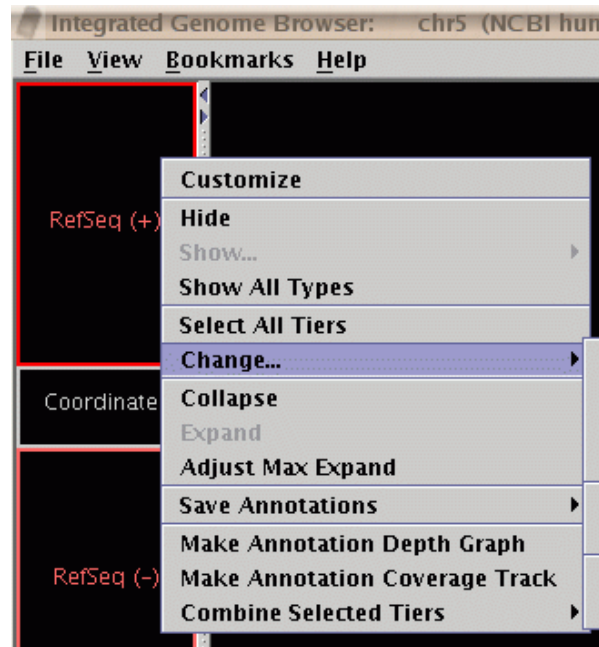 Integrated Genome Browser: chr5 (NCBI hum
File View Bookmarks Help
RefSeq (+)
Customize
Hide
Show...
Show All Types
Select All Tiers
Change...
Coordinate
Collapse
Expand
Adjust Max Expand
Save Annotations
Make Annotation Depth Graph
RefSeq (-)
Make Annotation Coverage Track
Combine Selected Tiers